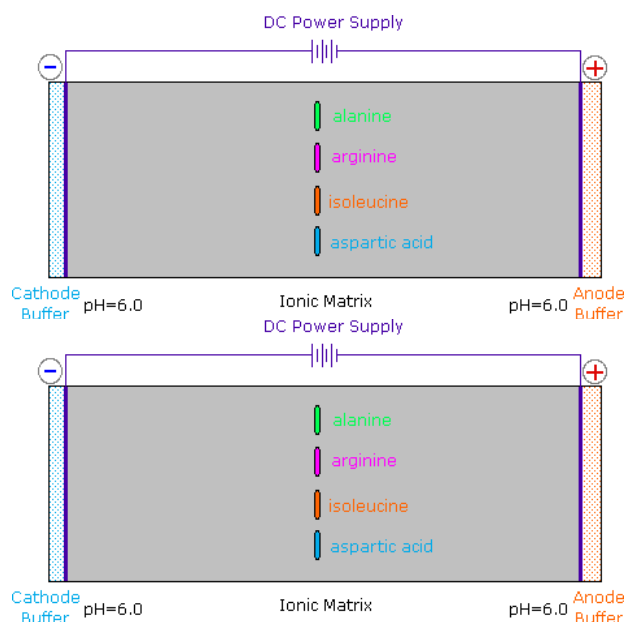 DC Power Supply
− +
alanine
arginine
isoleucine
aspartic acid
Cathode Buffer pH=6.0 Ionic Matrix pH=6.0 Anode Buffer
DC Power Supply
− +
alanine
arginine
isoleucine
aspartic acid
Cathode Buffer pH=6.0 Ionic Matrix pH=6.0 Anode Buffer